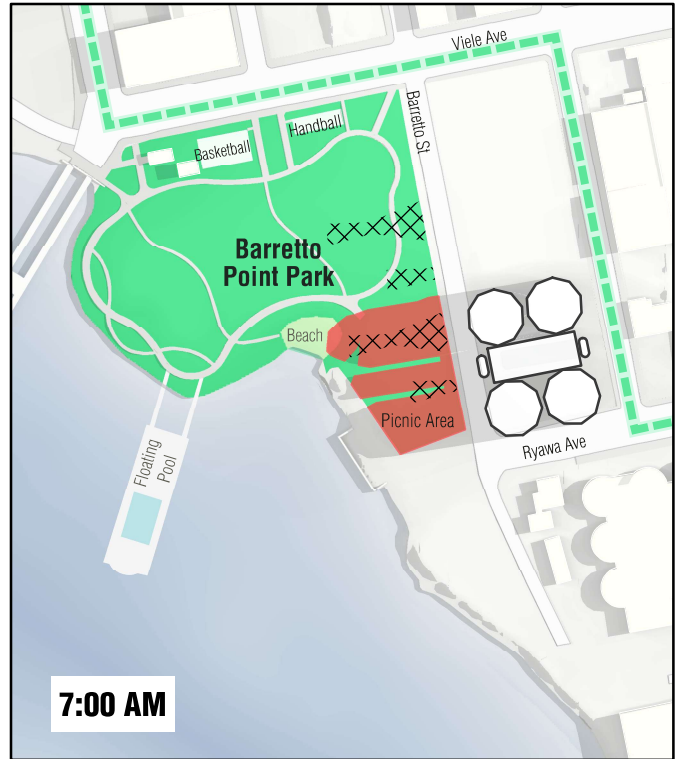 Viele Ave
Barretto St
Handball
Basketball
Barretto
Point Park
Beach
Picnic Area
Ryawa Ave
Floating
Pool
7:00 AM